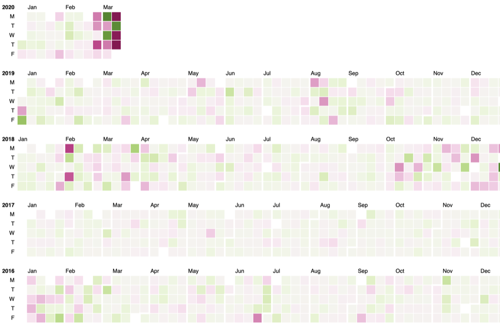 2020 Jan Feb Mar
M
T
W
T
F
2019 Jan Feb Mar Apr May Jun Jul Aug Sep Oct Nov Dec
M
T
W
T
F
2018 Jan Feb Mar Apr May Jun Jul Aug Sep Oct Nov Dec
M
T
W
T
F
2017 Jan Feb Mar Apr May Jun Jul Aug Sep Oct Nov Dec
M
T
W
T
F
2016 Jan Feb Mar Apr May Jun Jul Aug Sep Oct Nov Dec
M
T
W
T
F